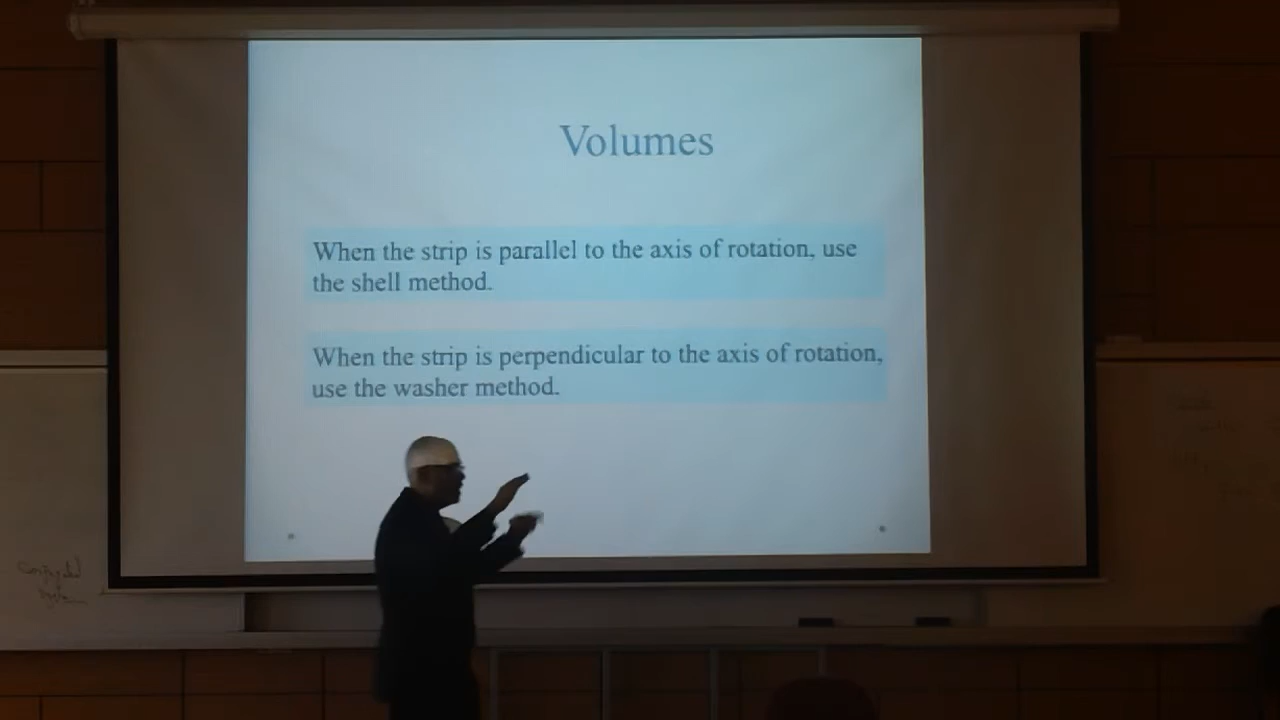 Volumes
When the strip is parallel to the axis of rotation, use
the shell method.
When the strip is perpendicular to the axis of rotation,
use the washer method.